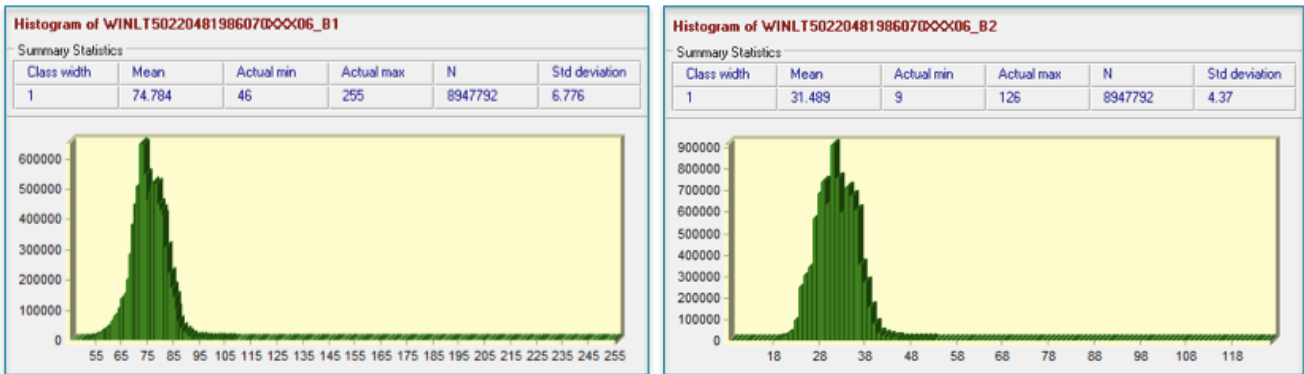 Histogram of WINLT50220481986070XXX06_B1
Summary Statistics
Class width Mean Actual min Actual max N Std deviation
1 74.784 46 255 8947792 6.776
600000
500000
400000
300000
200000
100000
0
55 65 75 85 95 105 115 125 135 145 155 165 175 185 195 205 215 225 235 245 255
Histogram of WINLT50220481986070XXX06_B2
Summary Statistics
Class width Mean Actual min Actual max N Std deviation
1 31.489 9 126 8947792 4.37
900000
800000
700000
600000
500000
400000
300000
200000
100000
0
18 28 38 48 58 68 78 88 98 108 118